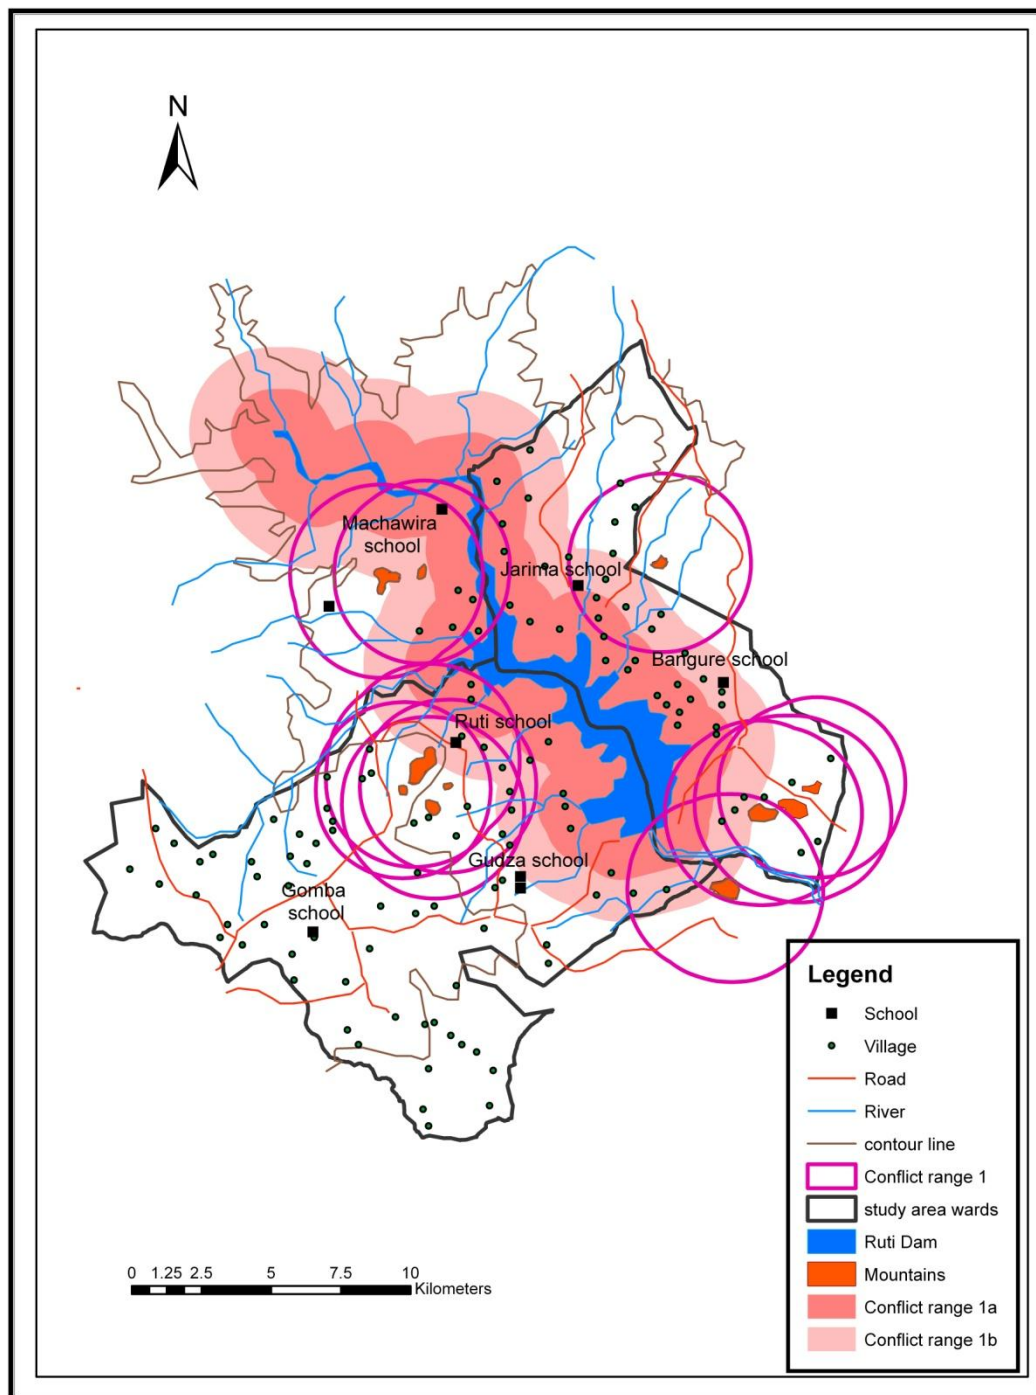 N
Machawira
school
Jarima school
Bangure school
Ruti school
Gudza school
Gomba
school
Legend
School
Village
Road
River
contour line
Conflict range 1
study area wards
Ruti Dam
Mountains
Conflict range 1a
Conflict range 1b
0 1.25 2.5 5 7.5 10
Kilometers